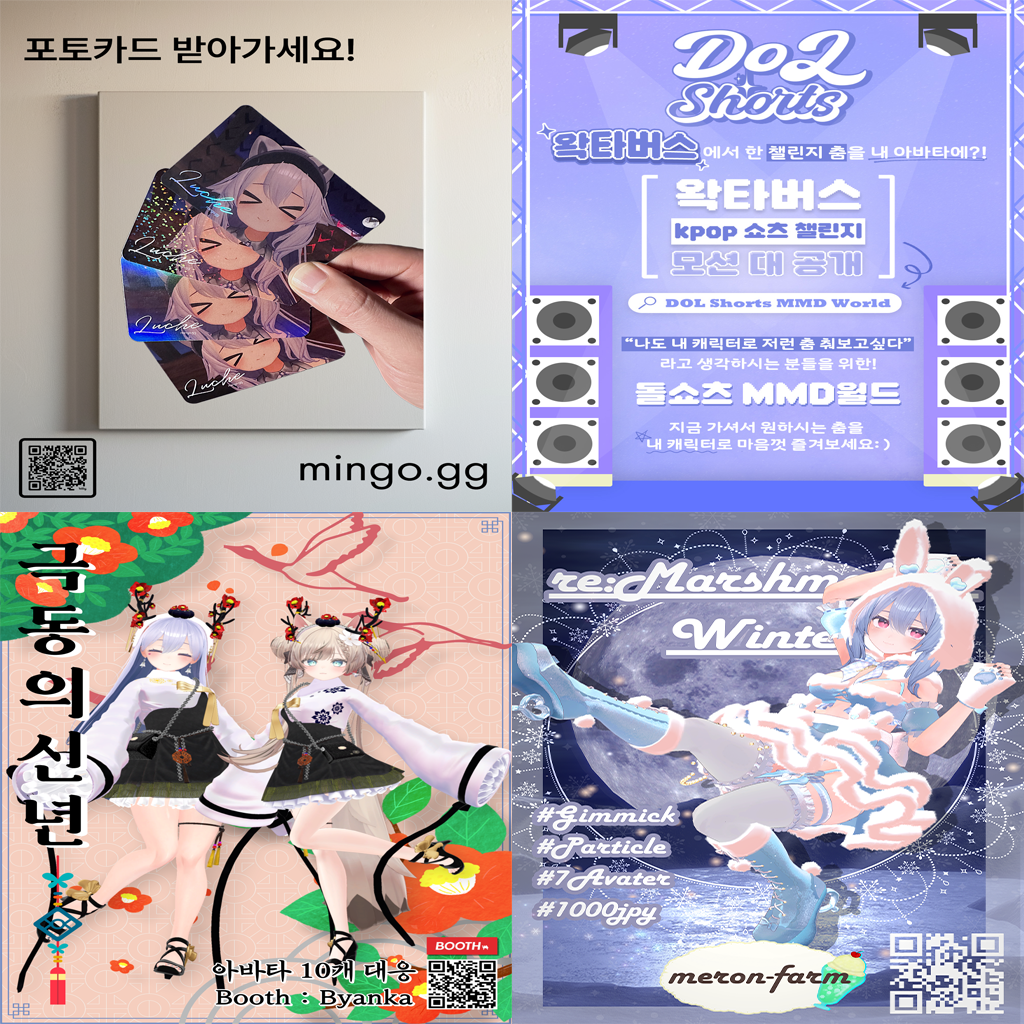 포토카드 받아가세요!
Luche
Luche
Luche
Luche
mingo.gg
DoL
Shorts
왁타버스에서 한 챌린지 춤을 내 아바타에?!
왁타버스
kpop 쇼츠 챌린지
모션 대 공개
DOL Shorts MMD World
“나도 내 캐릭터로 저런 춤 춰보고싶다”
라고 생각하시는 분들을 위한!
돌쇼츠 MMD월드
지금 가셔서 원하시는 춤을
내 캐릭터로 마음껏 즐겨보세요:)
극동의신년
BOOTH
아바타 10개 대응
Booth : Byanka
re:Marshm
Winte
#Gimmick
#Particle
#7Avater
#1000jpy
meron-farm